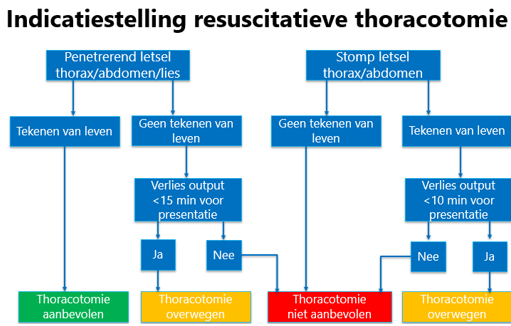 Indicatiestelling resuscitatieve thoracotomie
Penetrerend letsel
thorax/abdomen/lies
Stomp letsel
thorax/abdomen
Tekenen van leven
Geen tekenen van
leven
Geen tekenen van
leven
Tekenen van leven
Verlies output
<15 min voor
presentatie
Verlies output
<10 min voor
presentatie
Ja
Nee
Nee
Ja
Thoracotomie
aanbevolen
Thoracotomie
overwegen
Thoracotomie
niet aanbevolen
Thoracotomie
overwegen